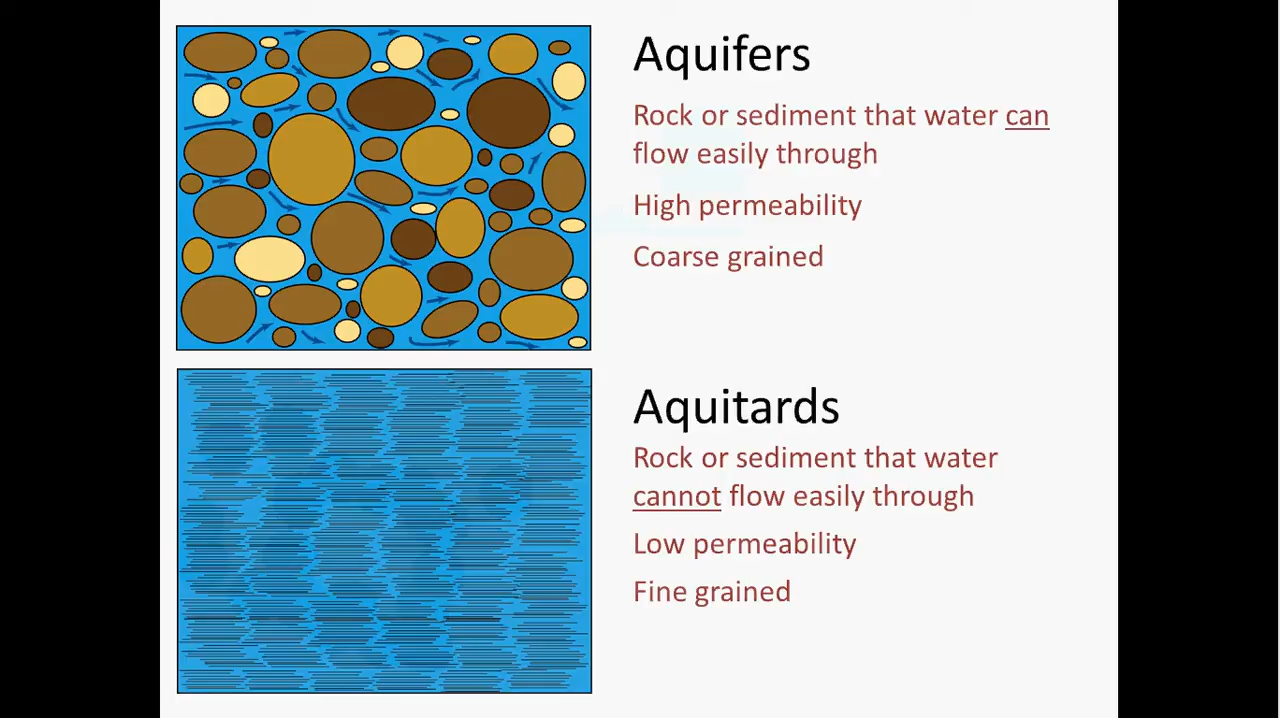 Aquifers
Rock or sediment that water can
flow easily through
High permeability
Coarse grained
Aquitards
Rock or sediment that water
cannot flow easily through
Low permeability
Fine grained